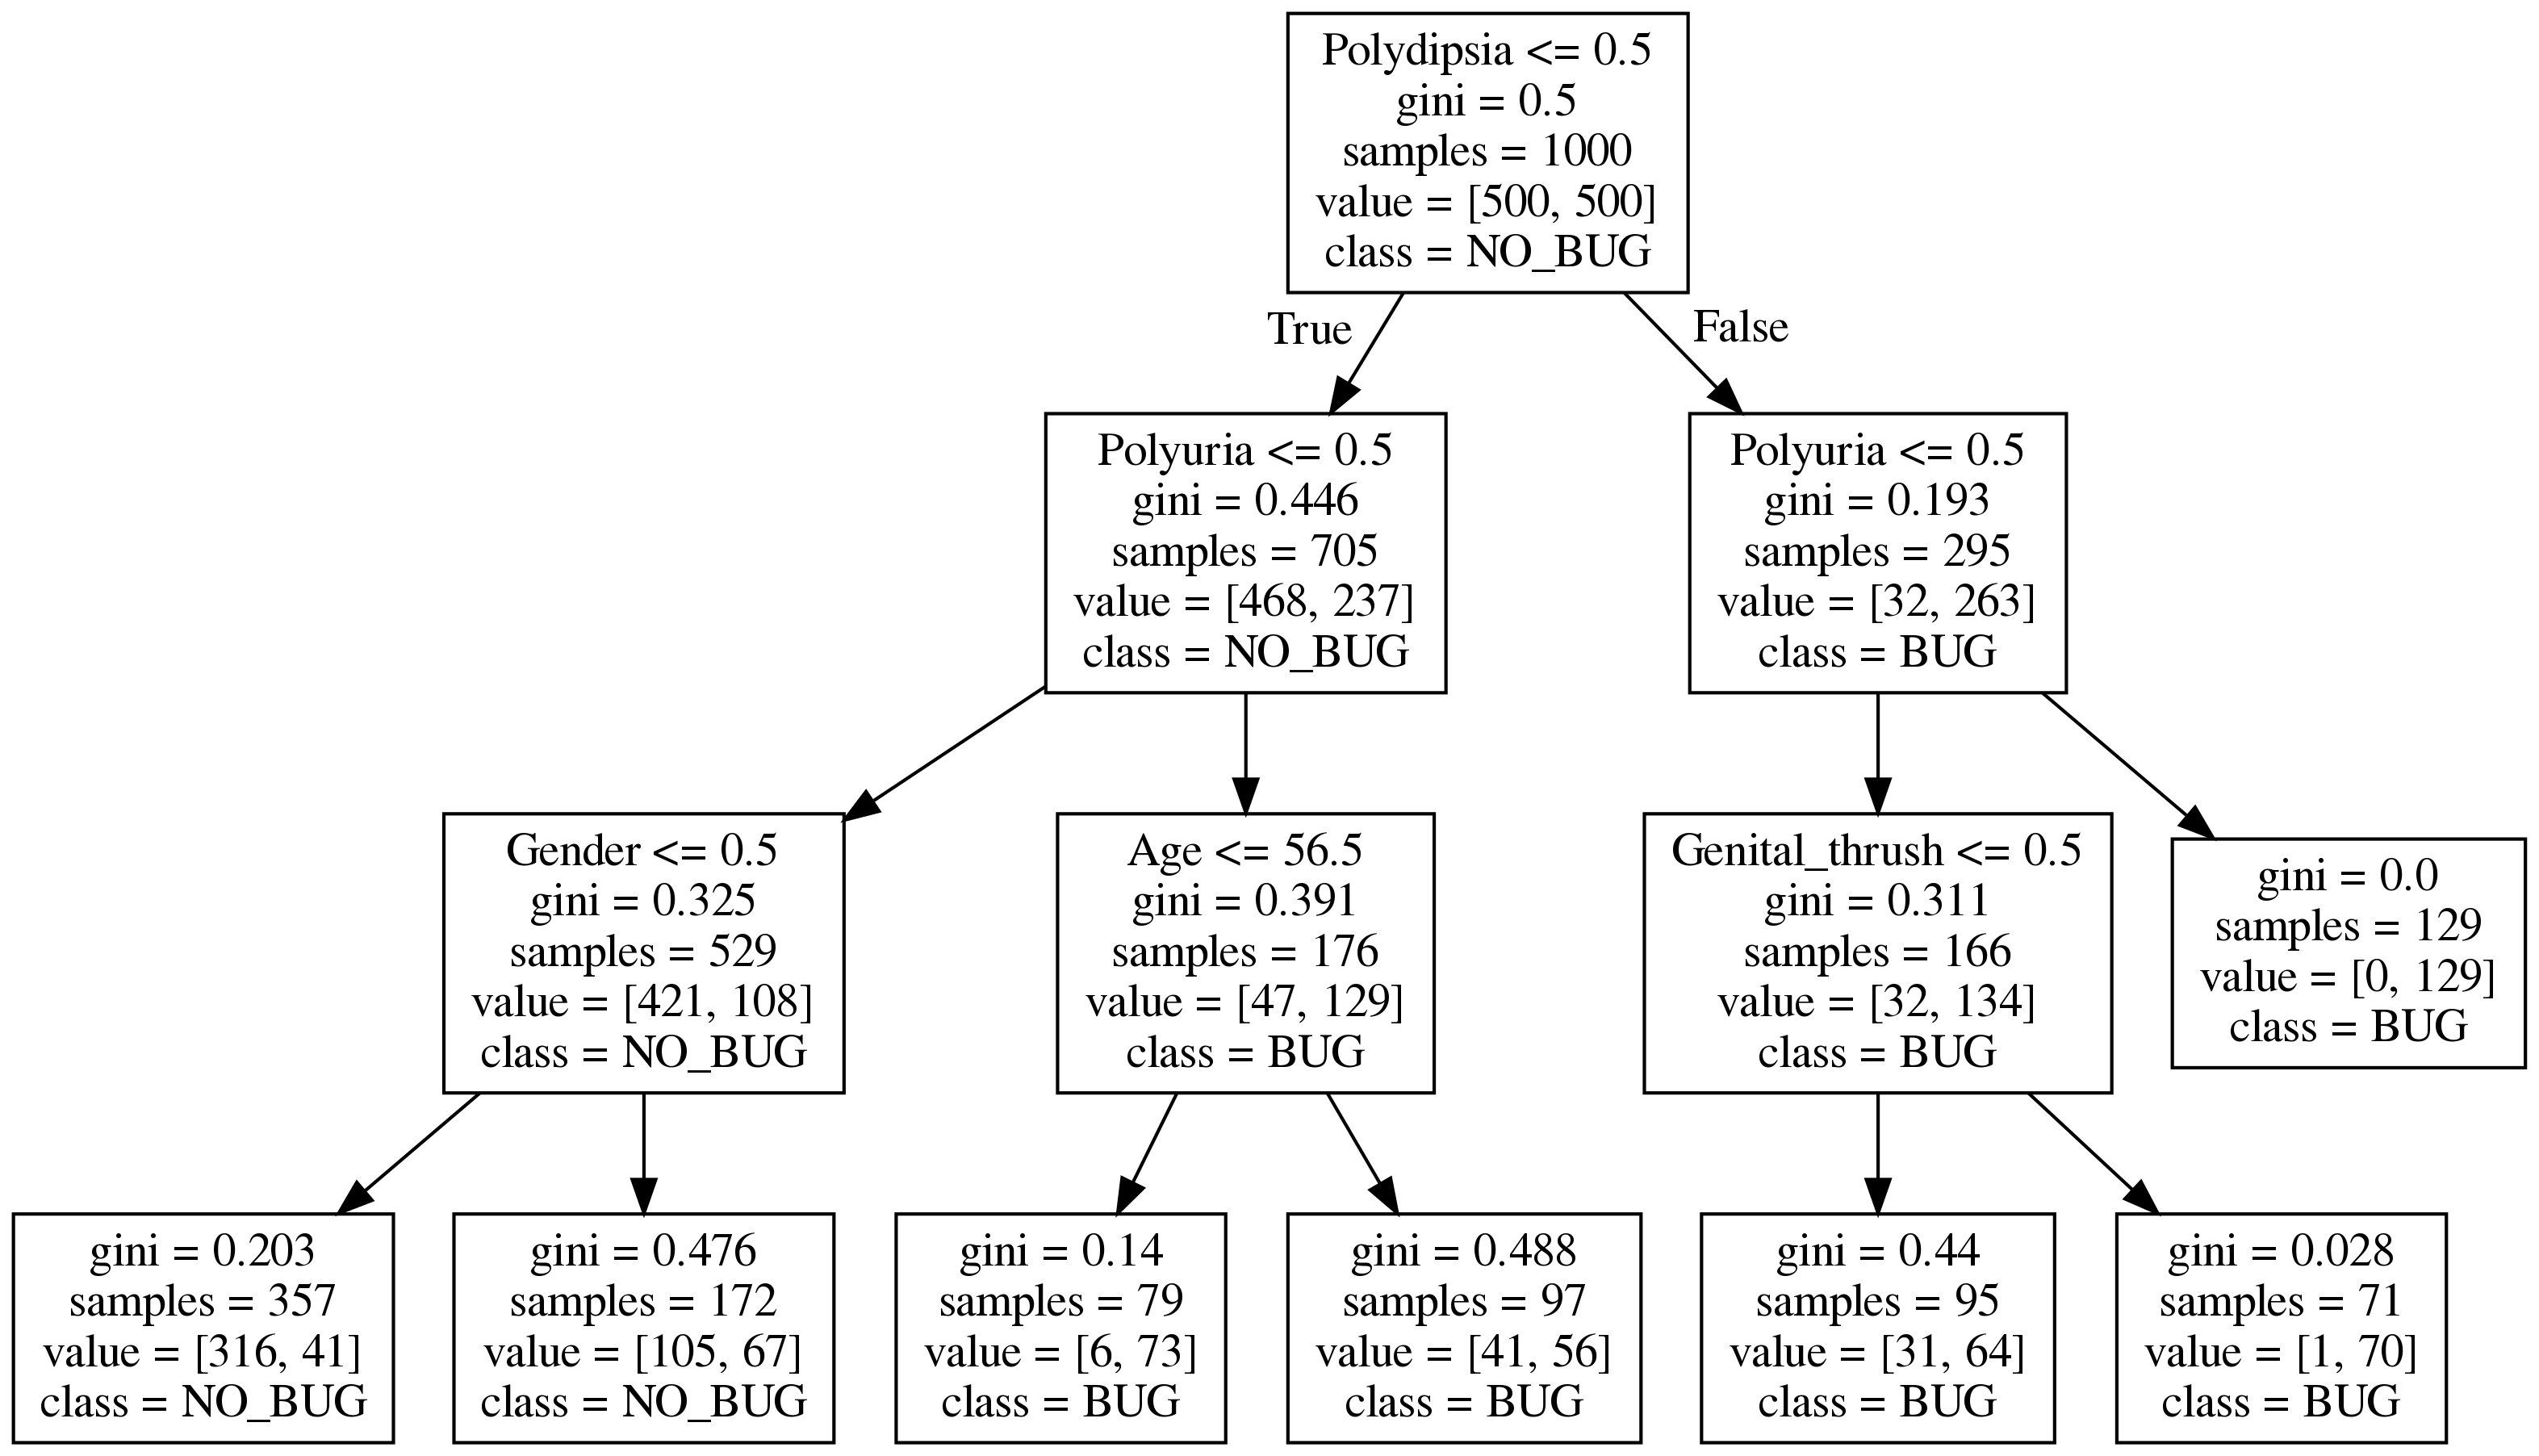 Polydipsia <= 0.5
gini = 0.5
samples = 1000
value = [500, 500]
class = NO_BUG
True
False
Polyuria <= 0.5
gini = 0.446
samples = 705
value = [468, 237]
class = NO_BUG
Polyuria <= 0.5
gini = 0.193
samples = 295
value = [32, 263]
class = BUG
Gender <= 0.5
gini = 0.325
samples = 529
value = [421, 108]
class = NO_BUG
Age <= 56.5
gini = 0.391
samples = 176
value = [47, 129]
class = BUG
Genital_thrush <= 0.5
gini = 0.311
samples = 166
value = [32, 134]
class = BUG
gini = 0.0
samples = 129
value = [0, 129]
class = BUG
gini = 0.203
samples = 357
value = [316, 41]
class = NO_BUG
gini = 0.476
samples = 172
value = [105, 67]
class = NO_BUG
gini = 0.14
samples = 79
value = [6, 73]
class = BUG
gini = 0.488
samples = 97
value = [41, 56]
class = BUG
gini = 0.44
samples = 95
value = [31, 64]
class = BUG
gini = 0.028
samples = 71
value = [1, 70]
class = BUG